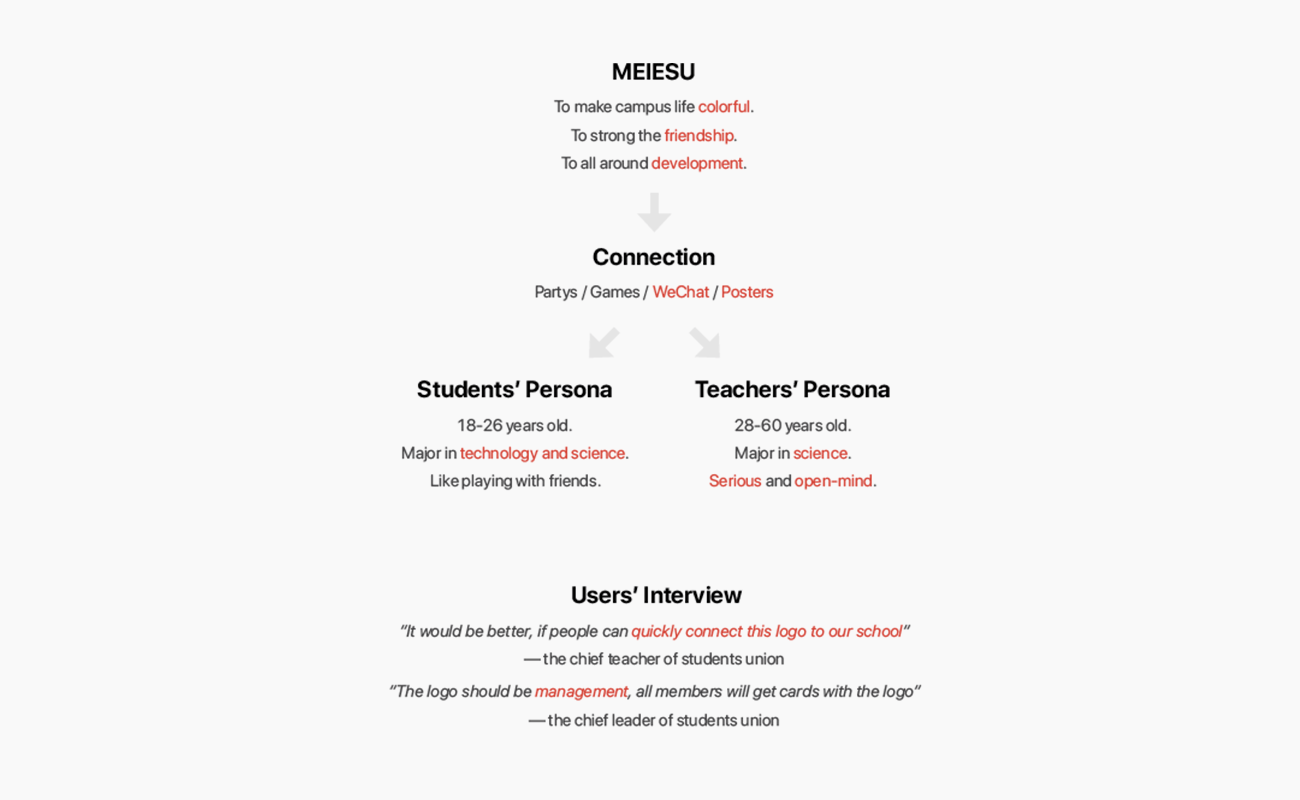 MEIESU
To make campus life colorful.
To strong the friendship.
To all around development.
Connection
Partys / Games / WeChat / Posters
Students’ Persona
18-26 years old.
Major in technology and science.
Like playing with friends.
Teachers’ Persona
28-60 years old.
Major in science.
Serious and open-mind.
Users’ Interview
“It would be better, if people can quickly connect this logo to our school“
— the chief teacher of students union
“The logo should be management, all members will get cards with the logo“
— the chief leader of students union